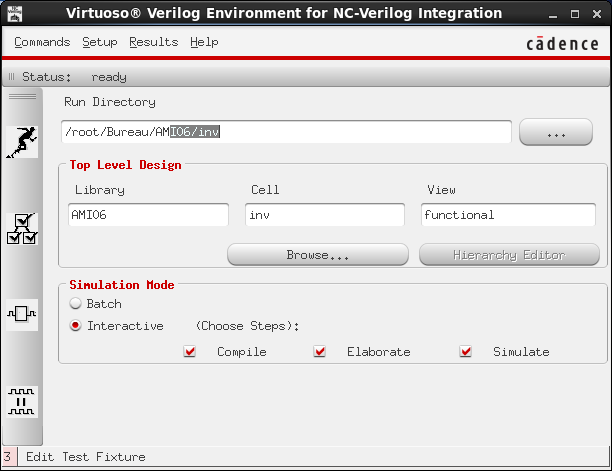 Virtuoso® Verilog Environment for NC-Verilog Integration
Commands Setup Results Help
cādence
Status: ready
Run Directory
/root/Bureau/AMI06/inv
...
Top Level Design
Library Cell View
AMI06 inv functional
Browse... Hierarchy Editor
Simulation Mode
Batch
Interactive (Choose Steps):
Compile Elaborate Simulate
3 Edit Test Fixture